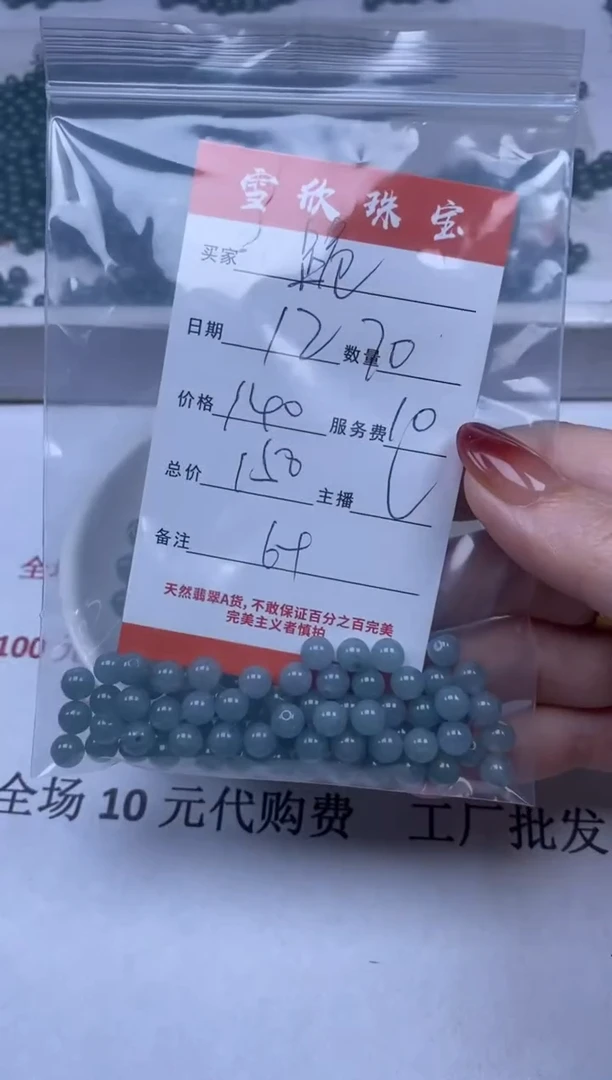 雪欣珠宝
买家 跑
日期 12 数量 70
价格 140 服务费 10
总价 150 主播 L
备注
天然翡翠A货，不敢保证百分之百完美
完美主义者慎拍
全
100
全场 10 元代购费 工厂批发